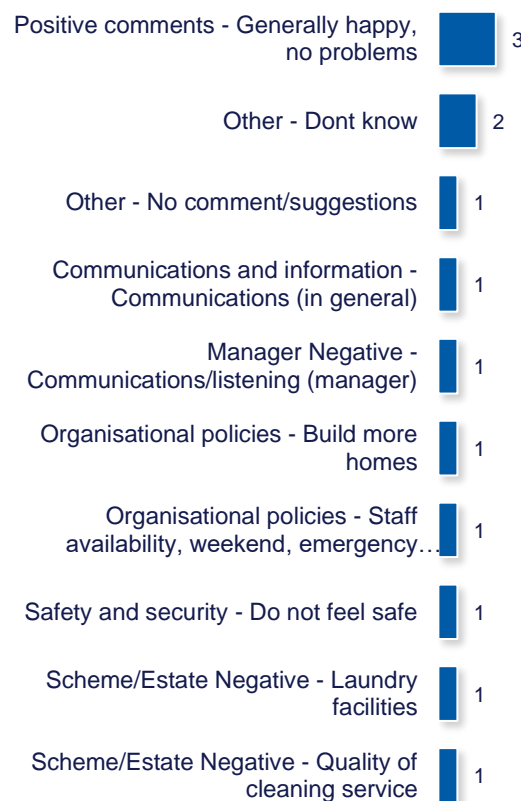 Positive comments - Generally happy,
no problems
3
Other - Dont know
2
Other - No comment/suggestions
1
Communications and information -
Communications (in general)
1
Manager Negative -
Communications/listening (manager)
1
Organisational policies - Build more
homes
1
Organisational policies - Staff
availability, weekend, emergency…
1
Safety and security - Do not feel safe
1
Scheme/Estate Negative - Laundry
facilities
1
Scheme/Estate Negative - Quality of
cleaning service
1